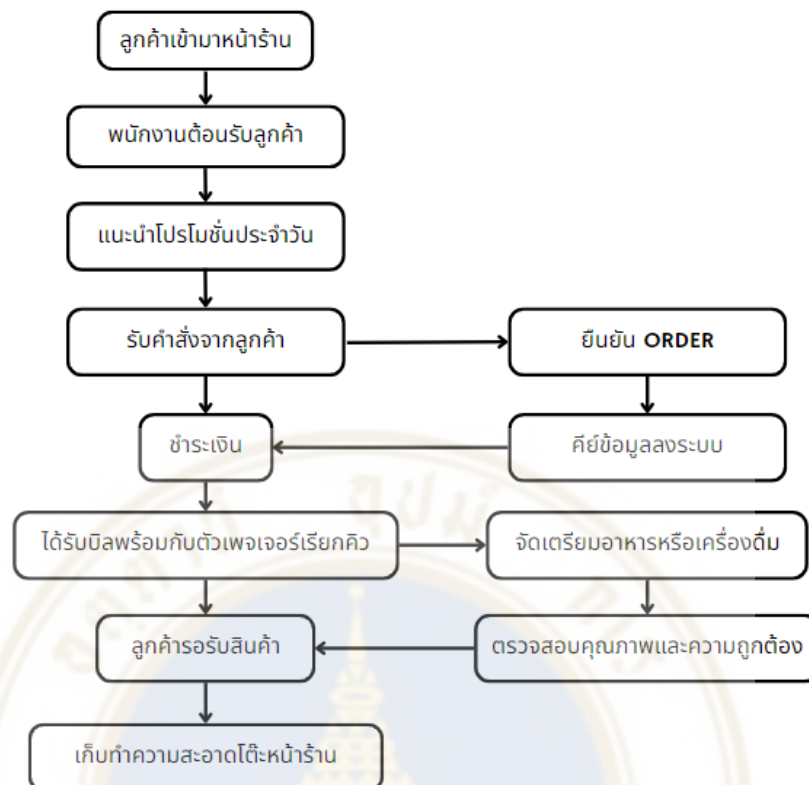 ลูกค้าเข้ามาหน้าร้าน
พนักงานต้อนรับลูกค้า
แนะนำโปรโมชั่นประจำวัน
รับคำสั่งจากลูกค้า
ยืนยัน ORDER
ชำระเงิน
คีย์ข้อมูลลงระบบ
ได้รับบิลพร้อมกับตัวเพจเจอร์เรียกคิว
จัดเตรียมอาหารหรือเครื่องดื่ม
ลูกค้ารอรับสินค้า
ตรวจสอบคุณภาพและความถูกต้อง
เก็บทำความสะอาดโต๊ะหน้าร้าน